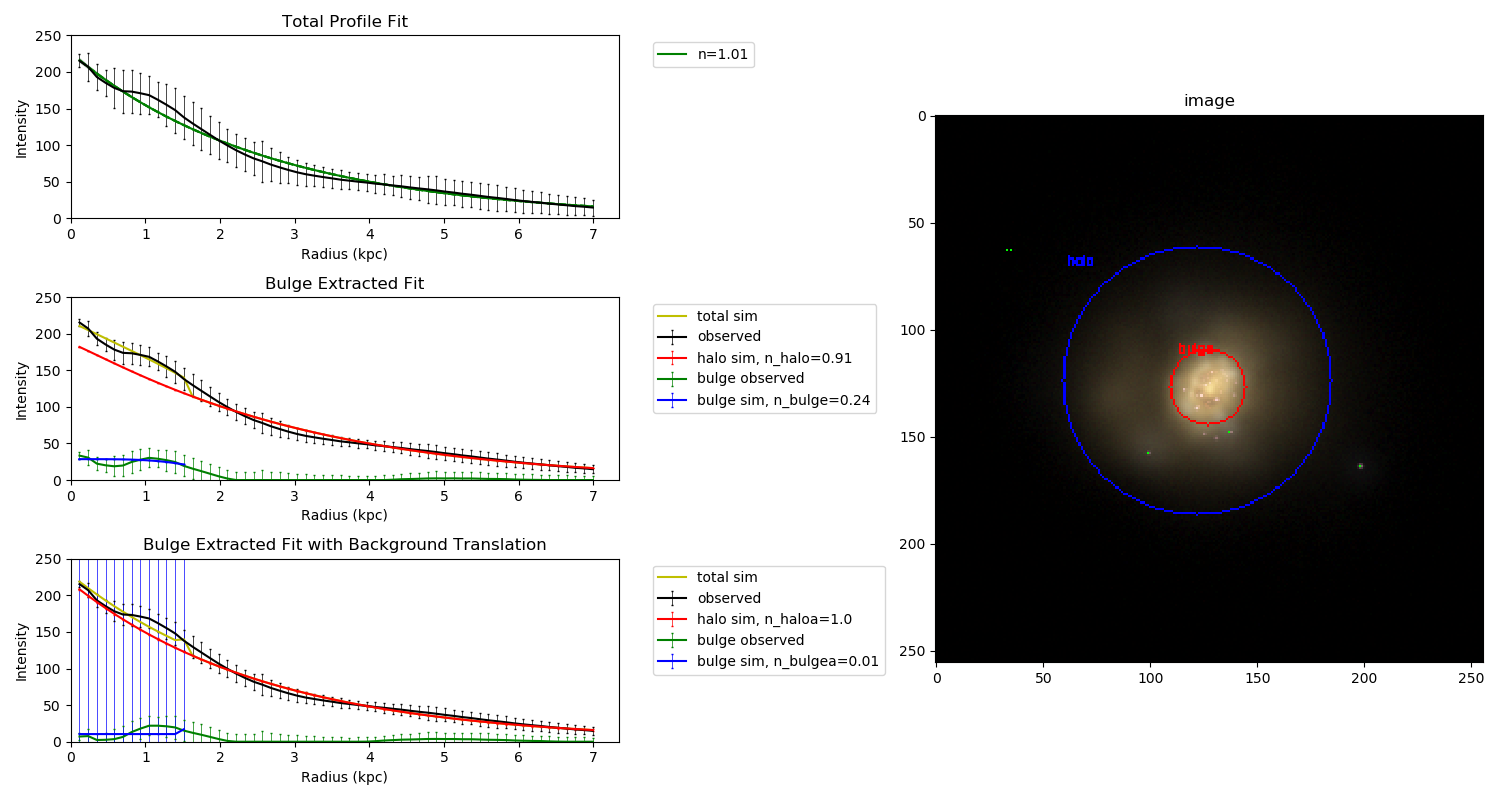 Total Profile Fit
250
200
150
100
50
0
Intensity
0 1 2 3 4 5 6 7
Radius (kpc)
n=1.01
Bulge Extracted Fit
250
200
150
100
50
0
Intensity
0 1 2 3 4 5 6 7
Radius (kpc)
total sim
observed
halo sim, n_halo=0.91
bulge observed
bulge sim, n_bulge=0.24
Bulge Extracted Fit with Background Translation
250
200
150
100
50
0
Intensity
0 1 2 3 4 5 6 7
Radius (kpc)
total sim
observed
halo sim, n_haloa=1.0
bulge observed
bulge sim, n_bulgea=0.01
image
0
50
100
150
200
250
0 50 100 150 200 250
halo
bulge